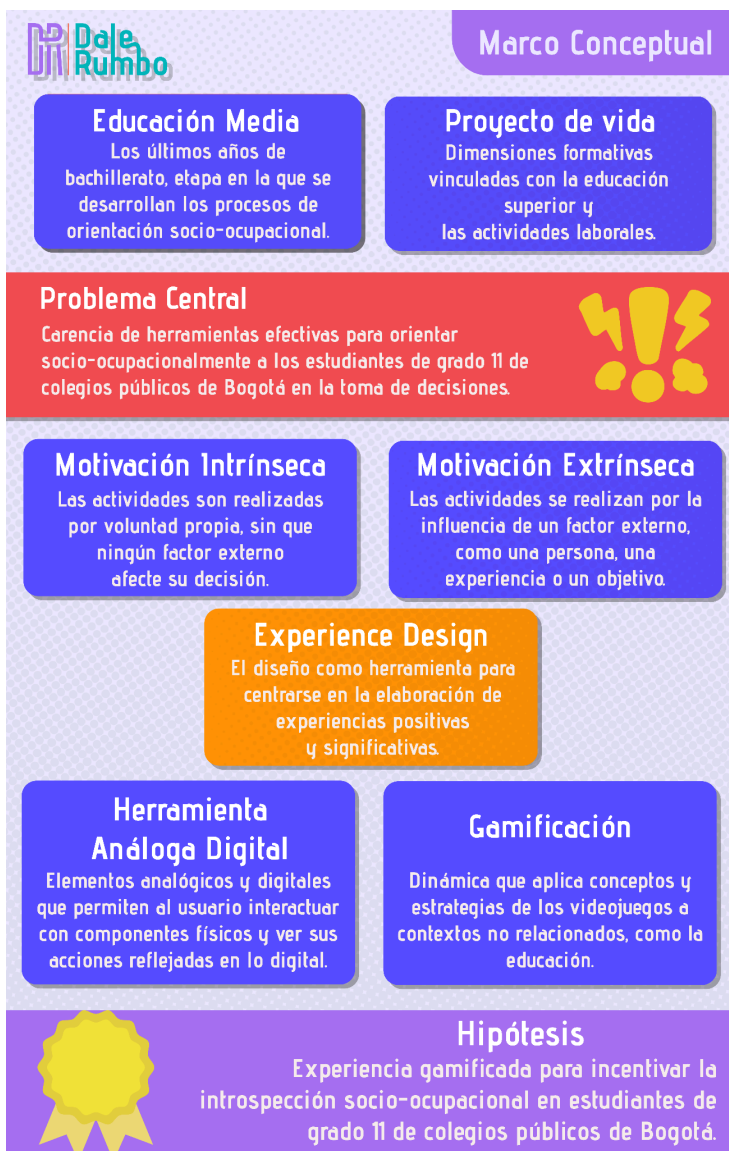 Dale
Rumbo
Marco Conceptual
Educación Media
Los últimos años de
bachillerato, etapa en la que se
desarrollan los procesos de
orientación socio-ocupacional.
Proyecto de vida
Dimensiones formativas
vinculadas con la educación
superior y
las actividades laborales.
Problema Central
Carencia de herramientas efectivas para orientar
socio-ocupacionalmente a los estudiantes de grado 11 de
colegios públicos de Bogotá en la toma de decisiones.
Motivación Intrínseca
Las actividades son realizadas
por voluntad propia, sin que
ningún factor externo
afecte su decisión.
Motivación Extrínseca
Las actividades se realizan por la
influencia de un factor externo,
como una persona, una
experiencia o un objetivo.
Experience Design
El diseño como herramienta para
centrarse en la elaboración de
experiencias positivas
y significativas.
Herramienta
Análoga Digital
Elementos analógicos y digitales
que permiten al usuario interactuar
con componentes físicos y ver sus
acciones reflejadas en lo digital.
Gamificación
Dinámica que aplica conceptos y
estrategias de los videojuegos a
contextos no relacionados, como la
educación.
Hipótesis
Experiencia gamificada para incentivar la
introspección socio-ocupacional en estudiantes de
grado 11 de colegios públicos de Bogotá.